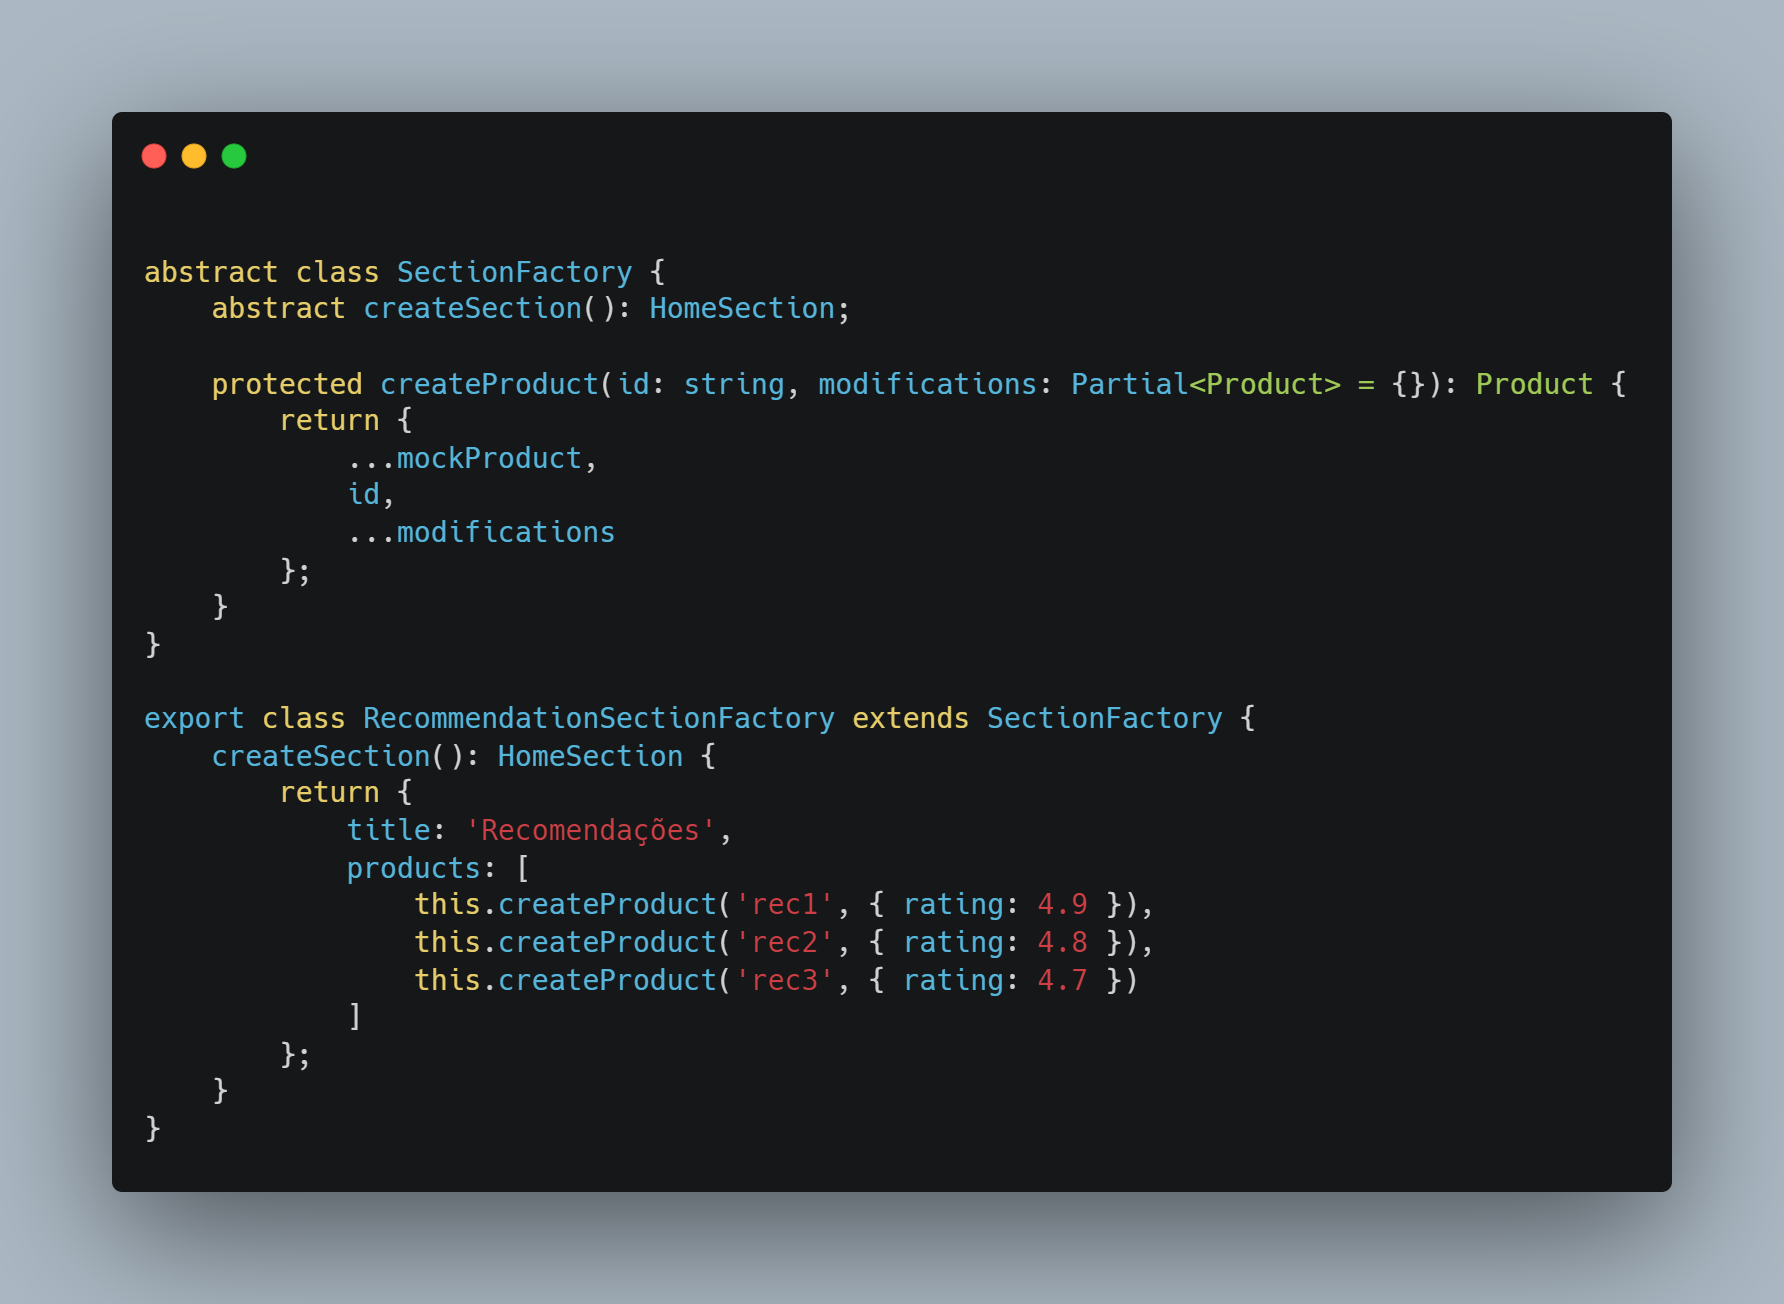 abstract class SectionFactory {
    abstract createSection(): HomeSection;

    protected createProduct(id: string, modifications: Partial<Product> = {}): Product {
        return {
            ...mockProduct,
            id,
            ...modifications
        };
    }
}

export class RecommendationSectionFactory extends SectionFactory {
    createSection(): HomeSection {
        return {
            title: 'Recomendações',
            products: [
                this.createProduct('rec1', { rating: 4.9 }),
                this.createProduct('rec2', { rating: 4.8 }),
                this.createProduct('rec3', { rating: 4.7 })
            ]
        };
    }
}